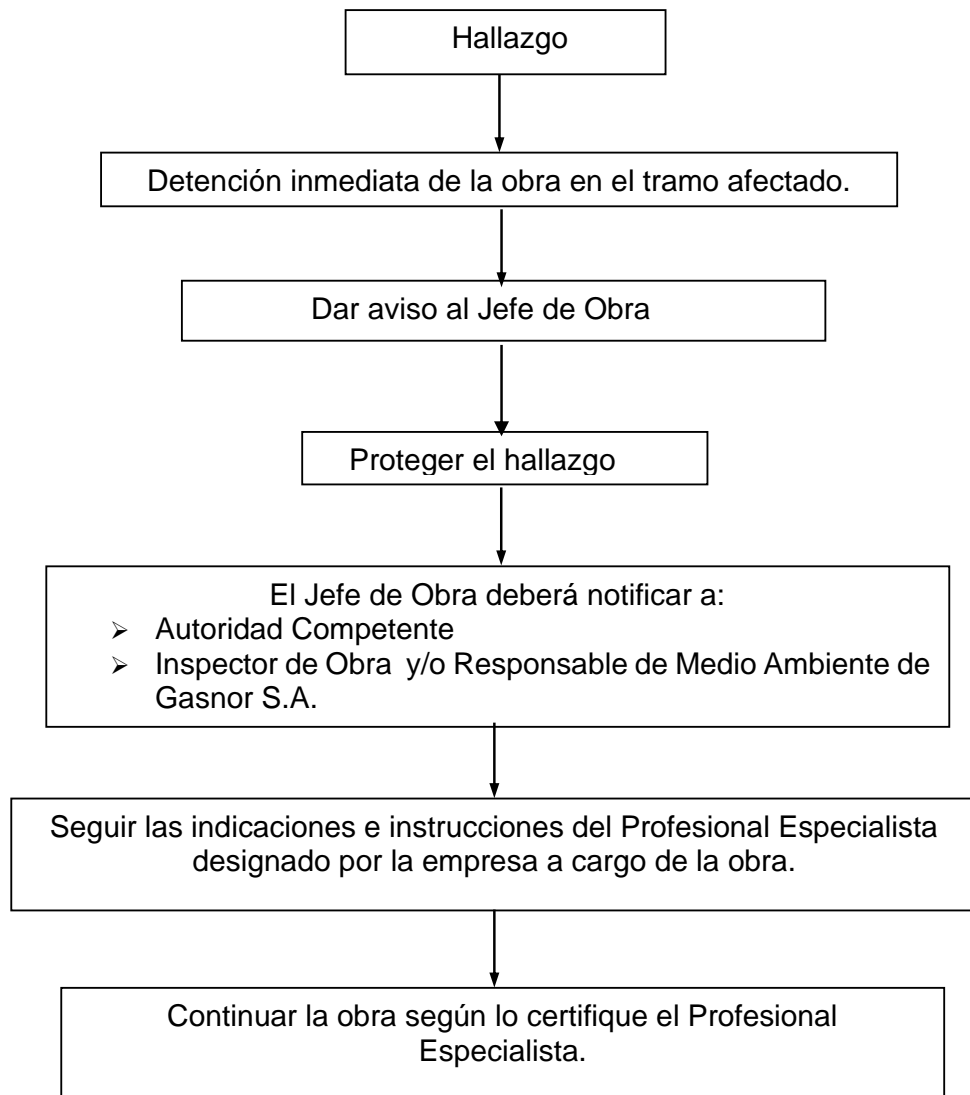 Hallazgo
Detención inmediata de la obra en el tramo afectado.
Dar aviso al Jefe de Obra
Proteger el hallazgo
El Jefe de Obra deberá notificar a:
➢ Autoridad Competente
➢ Inspector de Obra y/o Responsable de Medio Ambiente de
Gasnor S.A.
Seguir las indicaciones e instrucciones del Profesional Especialista
designado por la empresa a cargo de la obra.
Continuar la obra según lo certifique el Profesional
Especialista.